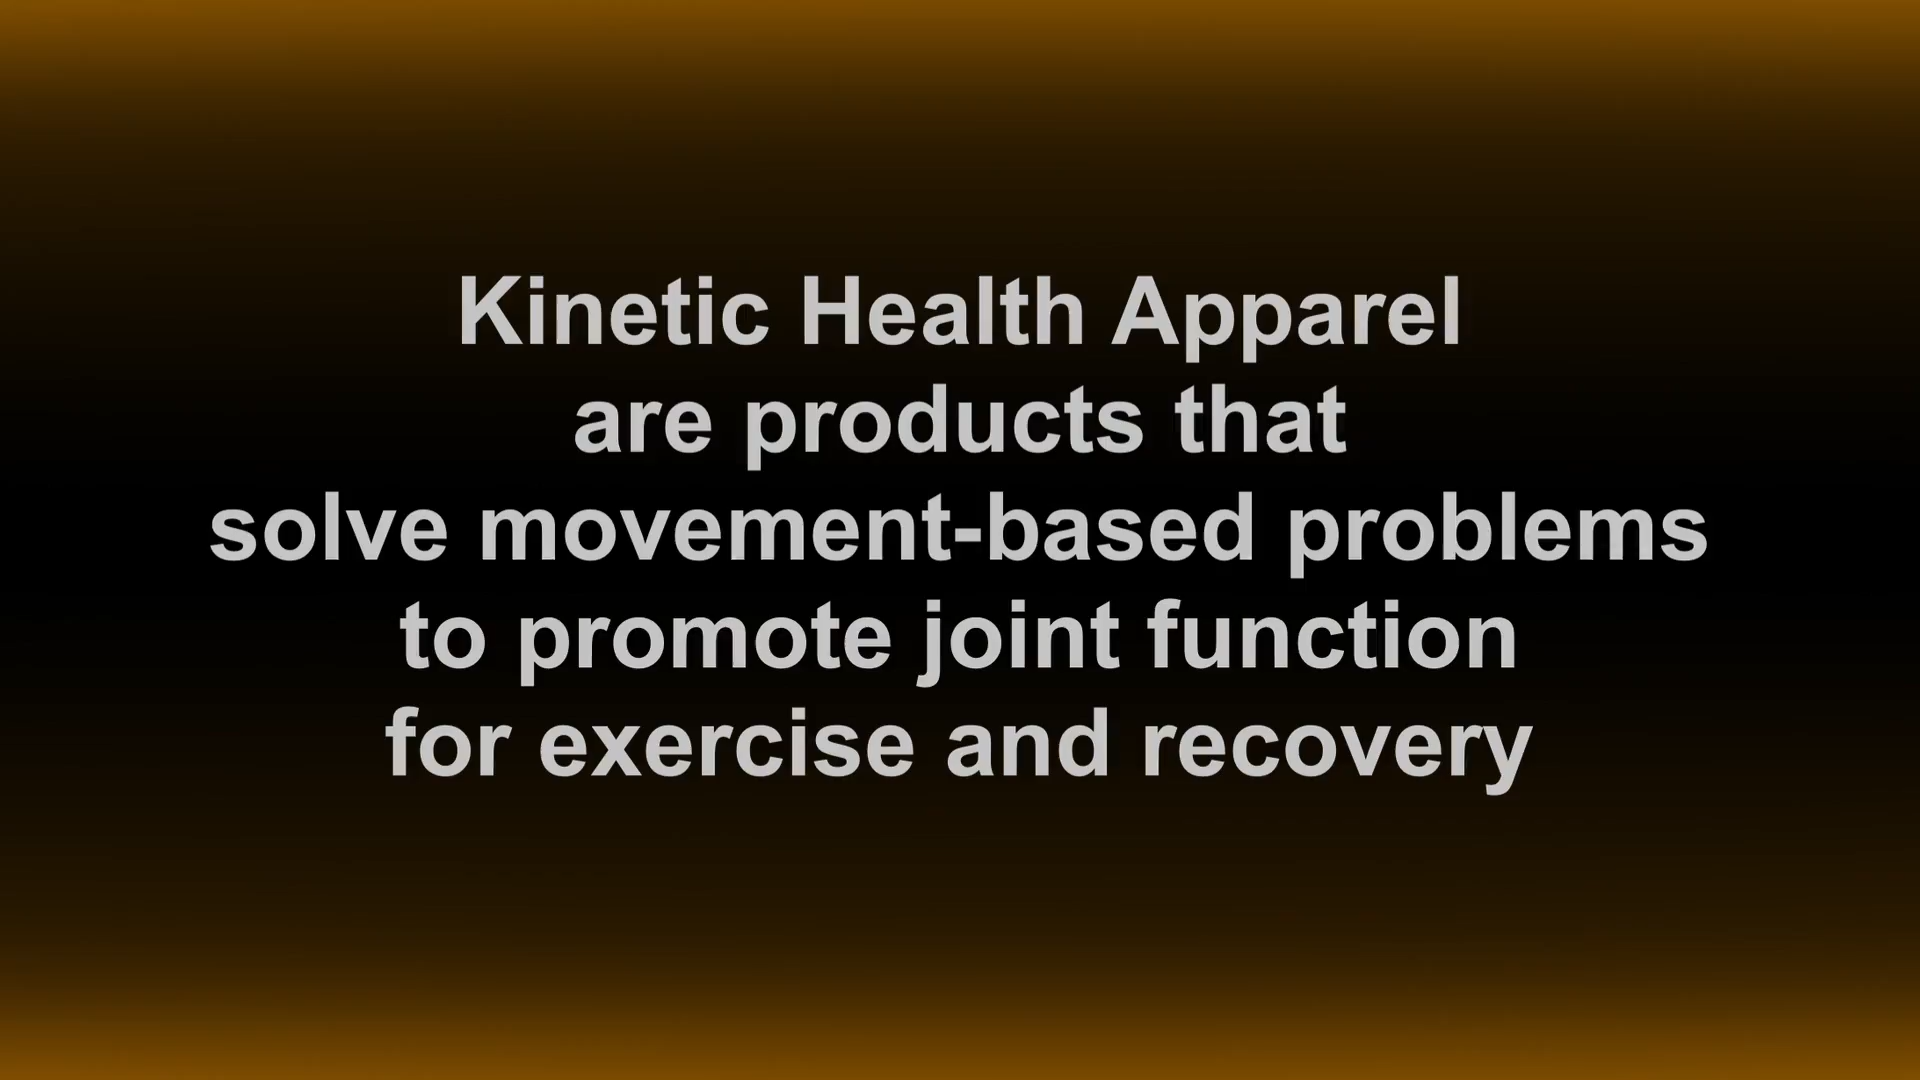 Kinetic Health Apparel
are products that
solve movement-based problems
to promote joint function
for exercise and recovery